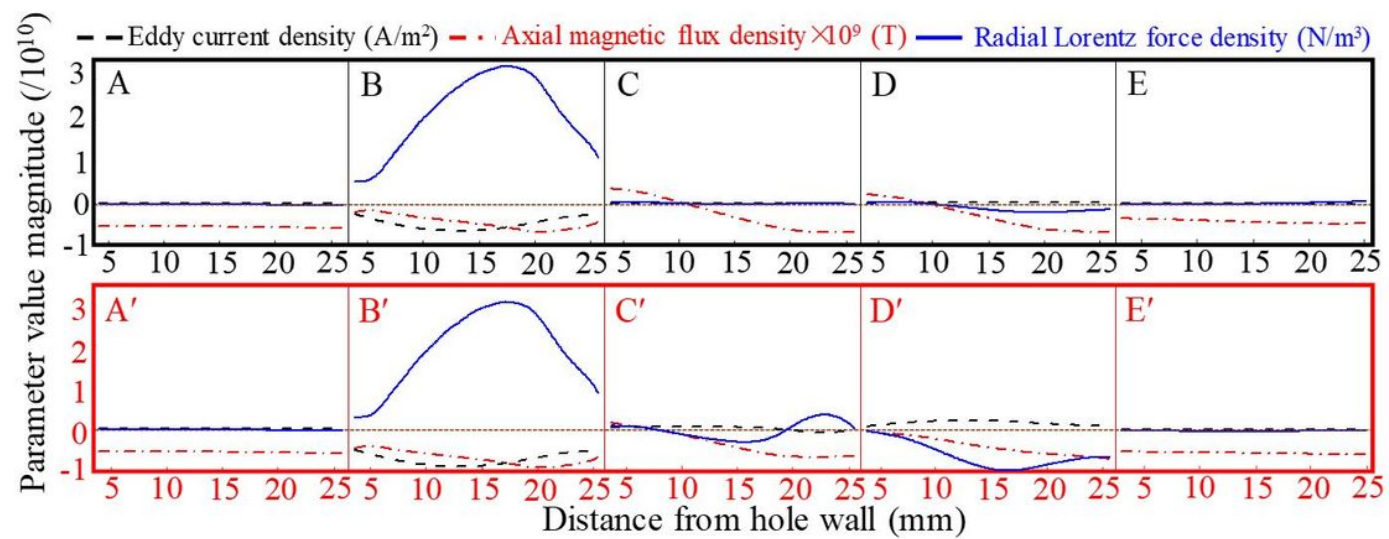 Eddy current density (A/m²) Axial magnetic flux density×10⁹ (T) Radial Lorentz force density (N/m³)
Parameter value magnitude (/10¹⁰)
A B C D E
3
2
1
0
-1
5 10 15 20 25 5 10 15 20 25 5 10 15 20 25 5 10 15 20 25 5 10 15 20 25
A′ B′ C′ D′ E′
3
2
1
0
-1
5 10 15 20 25 5 10 15 20 25 5 10 15 20 25 5 10 15 20 25 5 10 15 20 25
Distance from hole wall (mm)